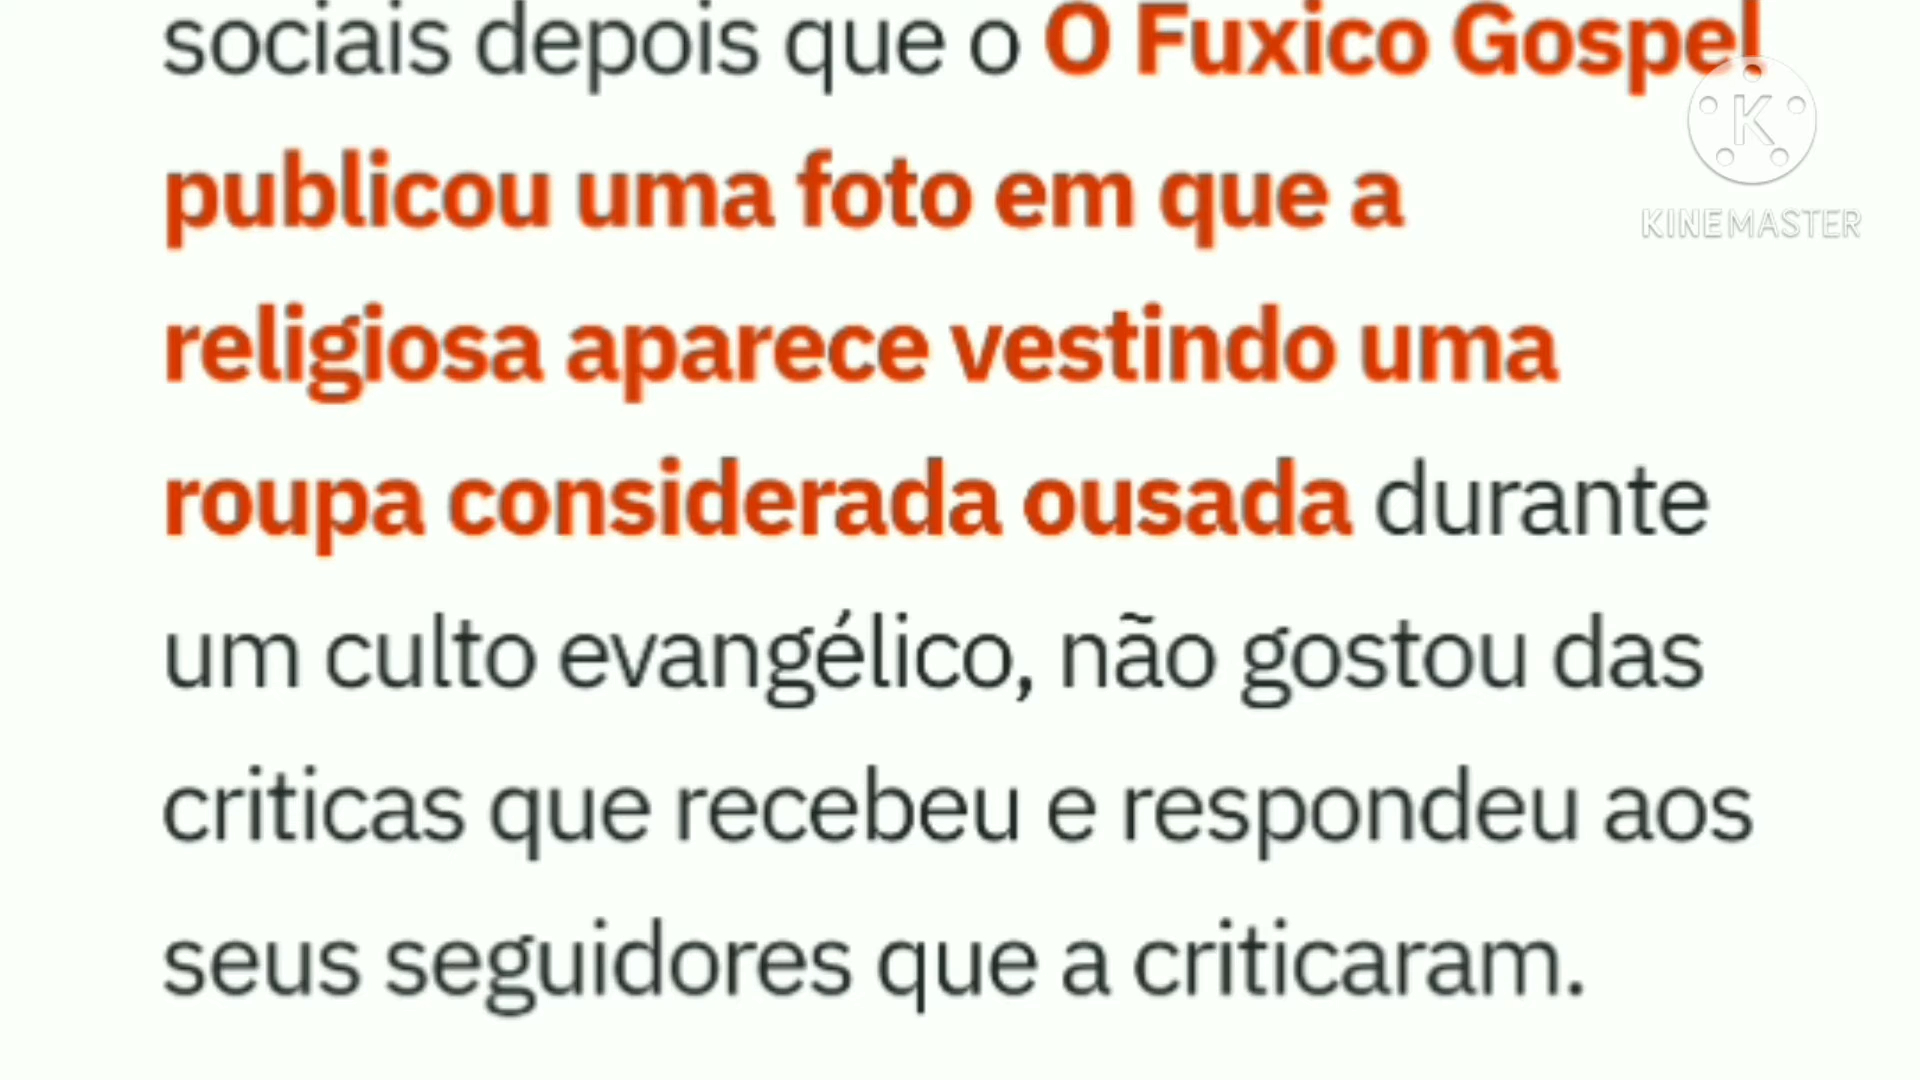 sociais depois que o O Fuxico Gospel
publicou uma foto em que a
religiosa aparece vestindo uma
roupa considerada ousada durante
um culto evangélico, não gostou das
criticas que recebeu e respondeu aos
seus seguidores que a criticaram.
K
KINEMASTER